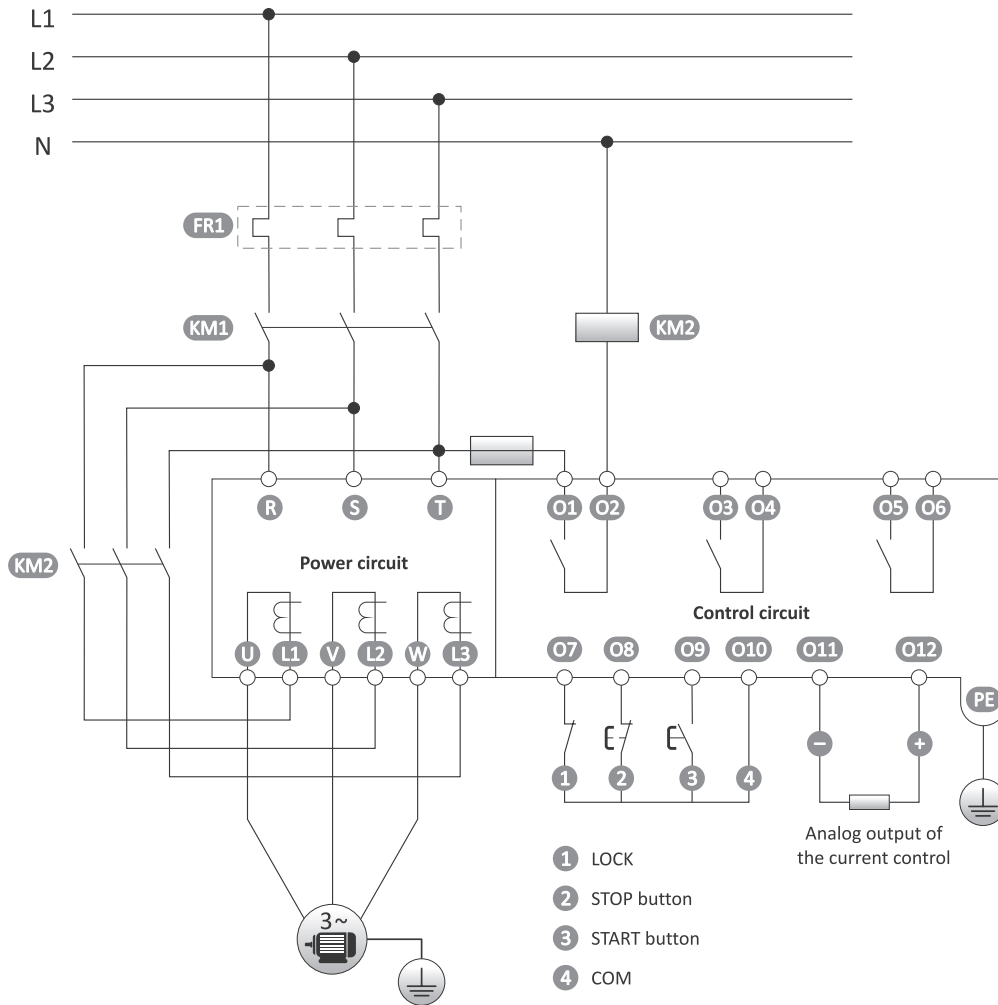 L1
L2
L3
N
FR1
KM1
KM2
R S T O1 O2 O3 O4 O5 O6
KM2
Power circuit
Control circuit
U L1 V L2 W L3 O7 O8 O9 O10 O11 O12
PE
− +
1 2 3 4
Analog output of
the current control
1 LOCK
2 STOP button
3 START button
4 COM
3~